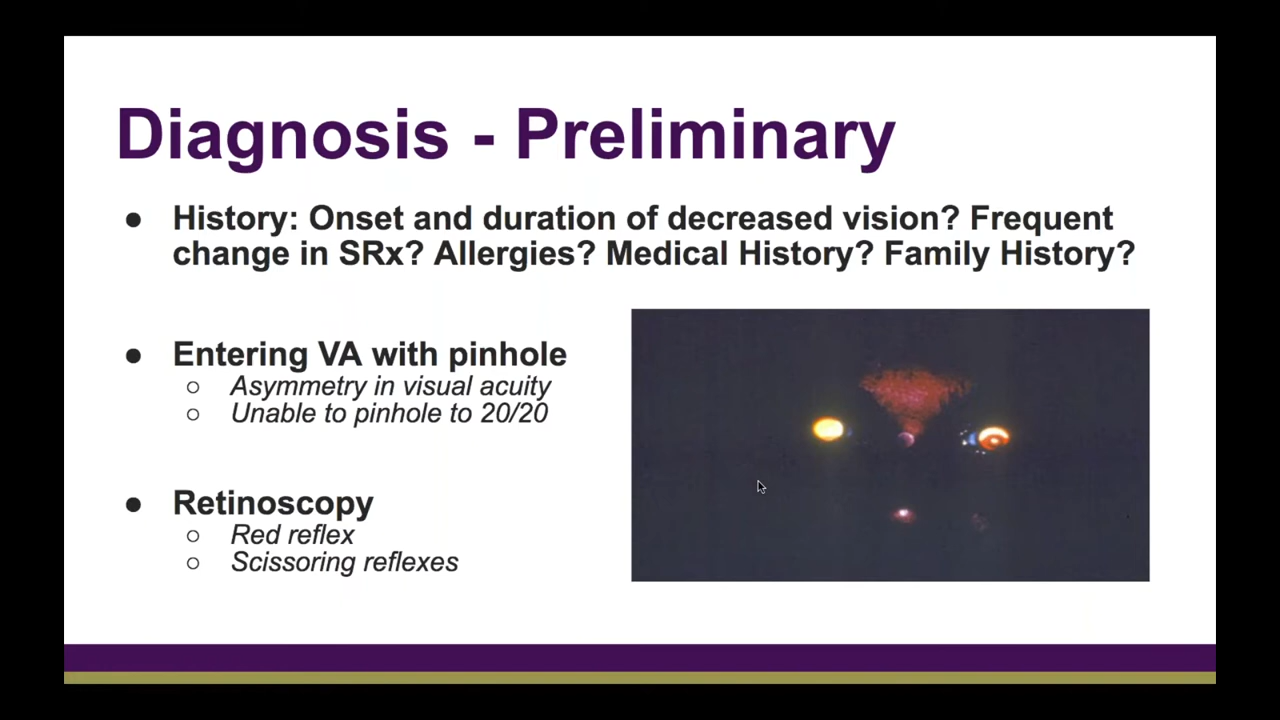 Diagnosis - Preliminary
● History: Onset and duration of decreased vision? Frequent
change in SRx? Allergies? Medical History? Family History?
● Entering VA with pinhole
○ Asymmetry in visual acuity
○ Unable to pinhole to 20/20
● Retinoscopy
○ Red reflex
○ Scissoring reflexes